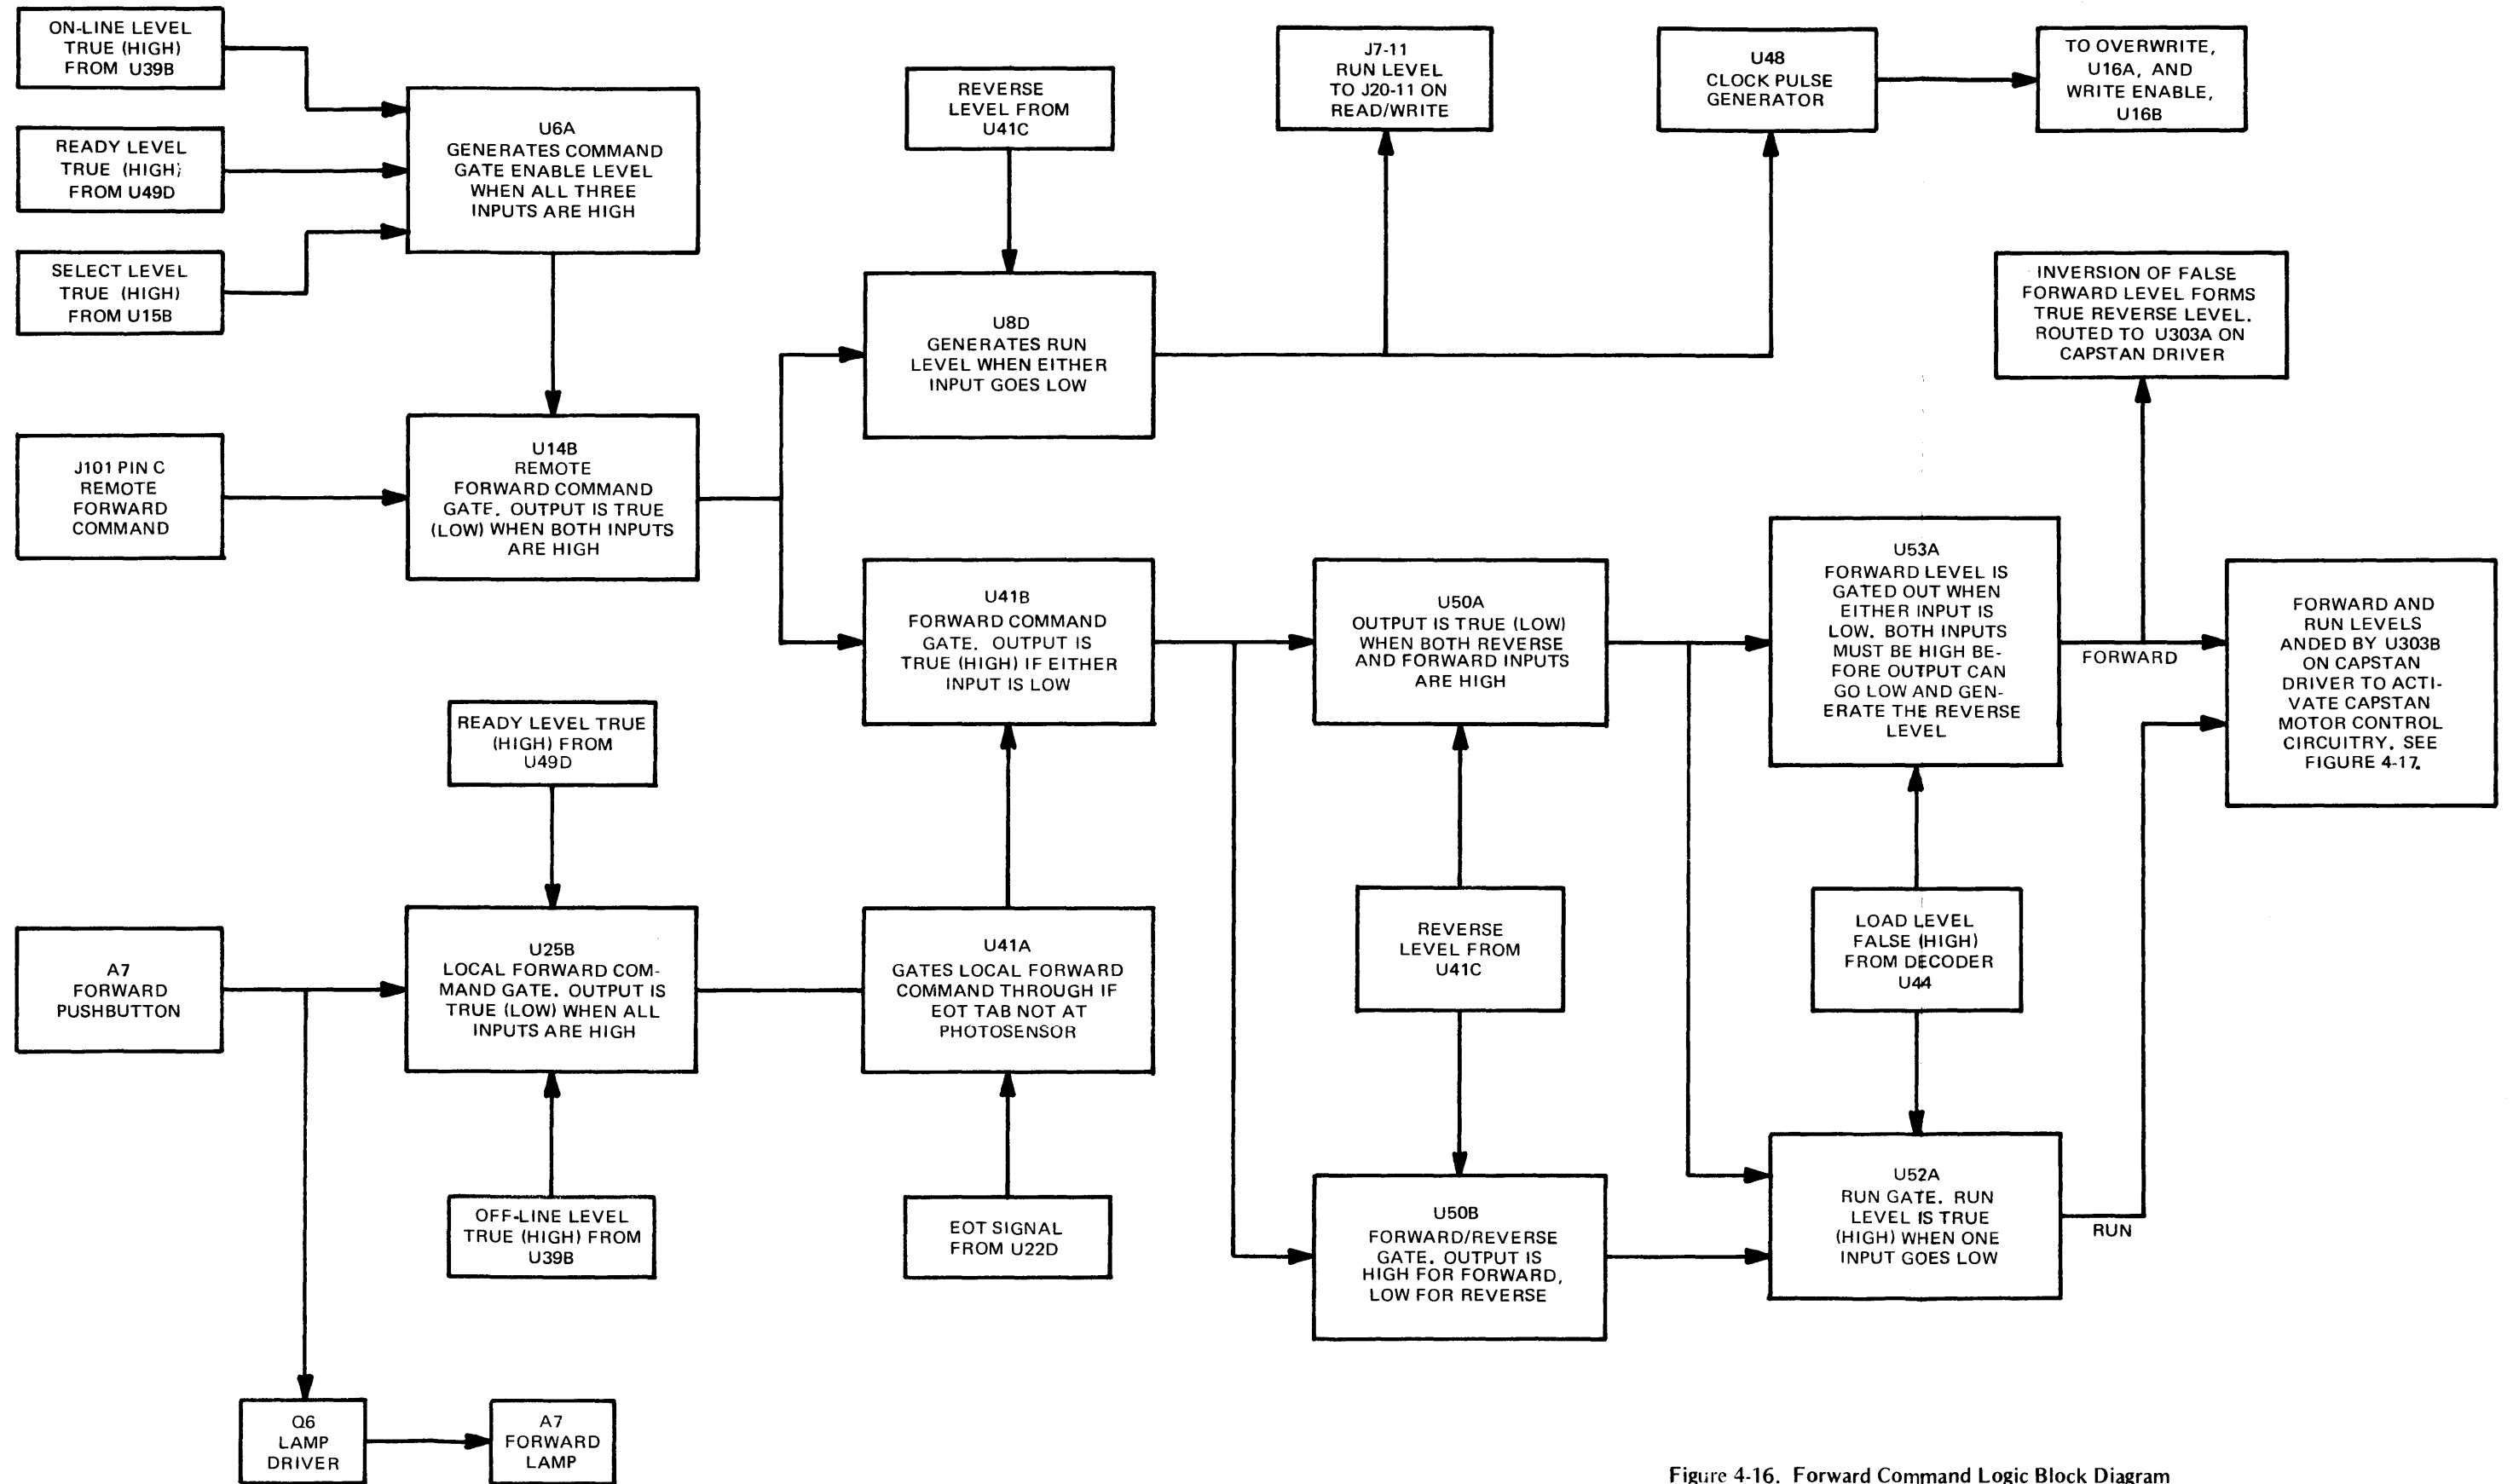 ON-LINE LEVEL
TRUE (HIGH)
FROM U39B
READY LEVEL
TRUE (HIGH)
FROM U49D
SELECT LEVEL
TRUE (HIGH)
FROM U15B
U6A
GENERATES COMMAND
GATE ENABLE LEVEL
WHEN ALL THREE
INPUTS ARE HIGH
REVERSE
LEVEL FROM
U41C
J7-11
RUN LEVEL
TO J20-11 ON
READ/WRITE
U48
CLOCK PULSE
GENERATOR
TO OVERWRITE,
U16A, AND
WRITE ENABLE,
U16B
U8D
GENERATES RUN
LEVEL WHEN EITHER
INPUT GOES LOW
INVERSION OF FALSE
FORWARD LEVEL FORMS
TRUE REVERSE LEVEL.
ROUTED TO U303A ON
CAPSTAN DRIVER
J101 PIN C
REMOTE
FORWARD
COMMAND
U14B
REMOTE
FORWARD COMMAND
GATE. OUTPUT IS TRUE
(LOW) WHEN BOTH INPUTS
ARE HIGH
U41B
FORWARD COMMAND
GATE. OUTPUT IS
TRUE (HIGH) IF EITHER
INPUT IS LOW
U50A
OUTPUT IS TRUE (LOW)
WHEN BOTH REVERSE
AND FORWARD INPUTS
ARE HIGH
U53A
FORWARD LEVEL IS
GATED OUT WHEN
EITHER INPUT IS
LOW. BOTH INPUTS
MUST BE HIGH BE-
FORE OUTPUT CAN
GO LOW AND GEN-
ERATE THE REVERSE
LEVEL
FORWARD
FORWARD AND
RUN LEVELS
ANDED BY U303B
ON CAPSTAN
DRIVER TO ACTI-
VATE CAPSTAN
MOTOR CONTROL
CIRCUITRY. SEE
FIGURE 4-17.
READY LEVEL TRUE
(HIGH) FROM
U49D
A7
FORWARD
PUSHBUTTON
U25B
LOCAL FORWARD COM-
MAND GATE. OUTPUT IS
TRUE (LOW) WHEN ALL
INPUTS ARE HIGH
U41A
GATES LOCAL FORWARD
COMMAND THROUGH IF
EOT TAB NOT AT
PHOTOSENSOR
REVERSE
LEVEL FROM
U41C
LOAD LEVEL
FALSE (HIGH)
FROM DECODER
U44
OFF-LINE LEVEL
TRUE (HIGH) FROM
U39B
EOT SIGNAL
FROM U22D
U50B
FORWARD/REVERSE
GATE. OUTPUT IS
HIGH FOR FORWARD,
LOW FOR REVERSE
U52A
RUN GATE. RUN
LEVEL IS TRUE
(HIGH) WHEN ONE
INPUT GOES LOW
RUN
Q6
LAMP
DRIVER
A7
FORWARD
LAMP
Figure 4-16. Forward Command Logic Block Diagram